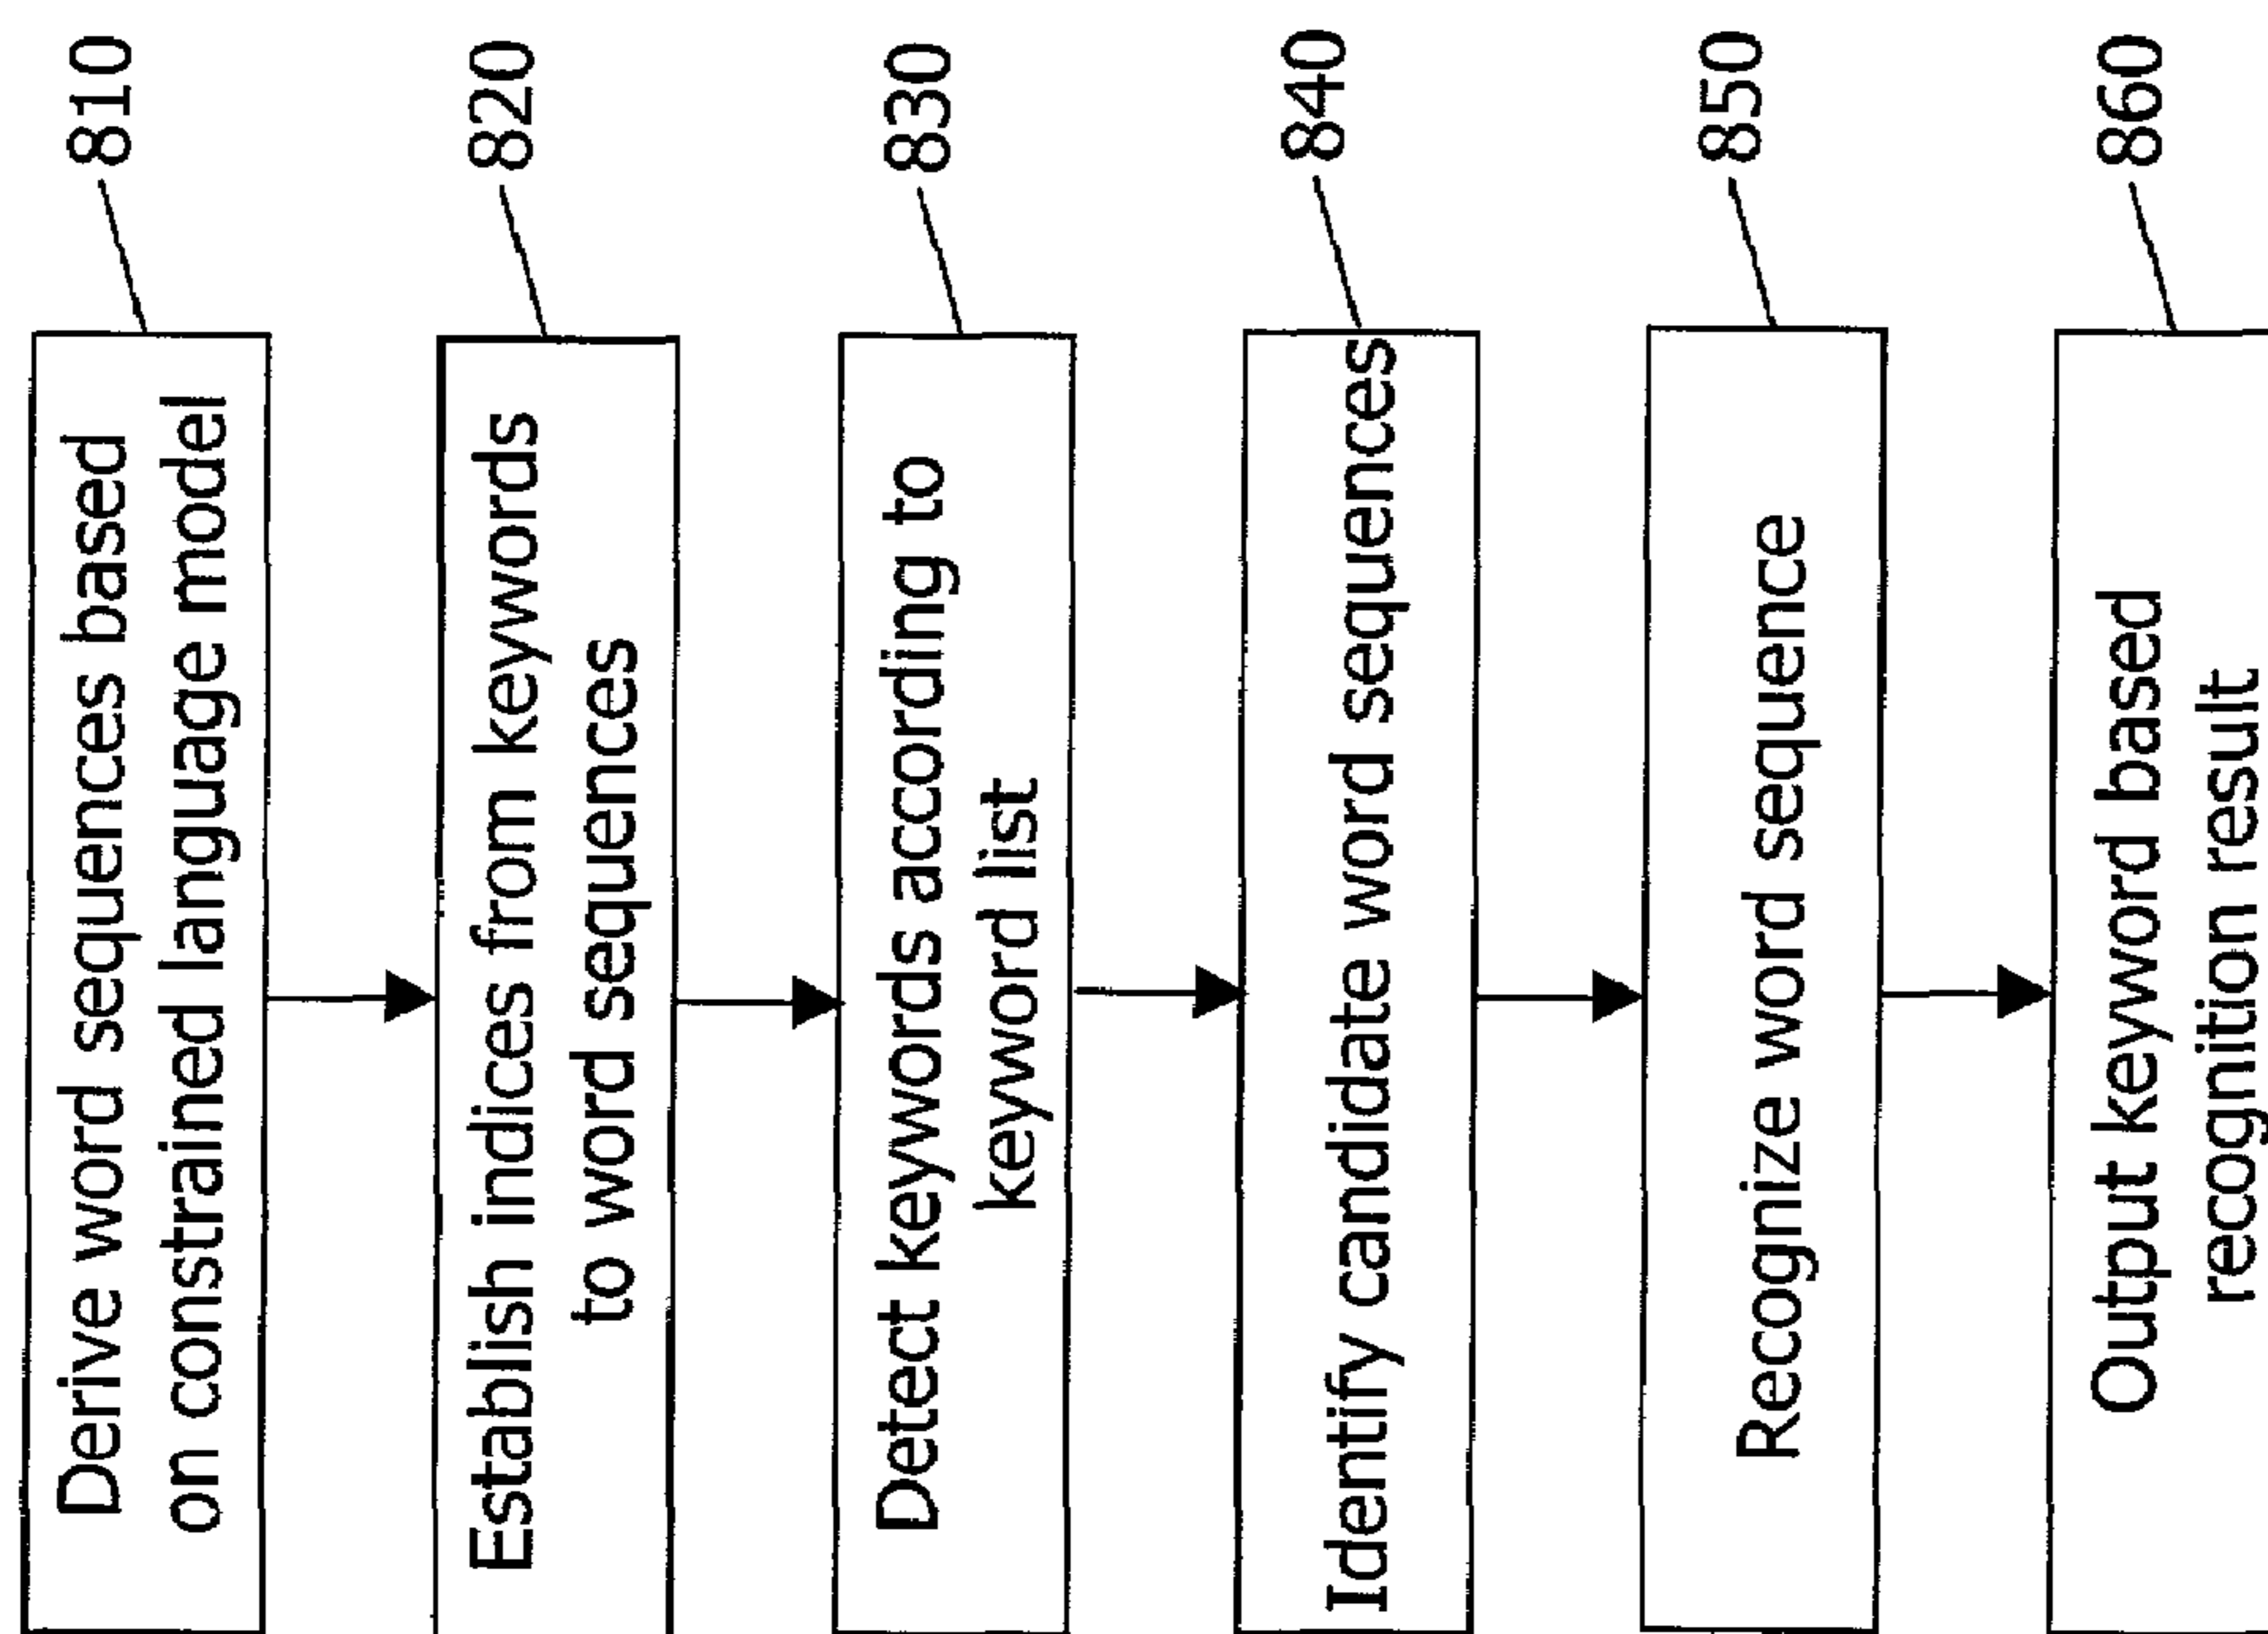 Derive word sequences based
on constrained language model
810
Establish indices from keywords
to word sequences
820
Detect keywords according to
keyword list
830
Identify candidate word sequences
840
Recognize word sequence
850
Output keyword based
recognition result
860